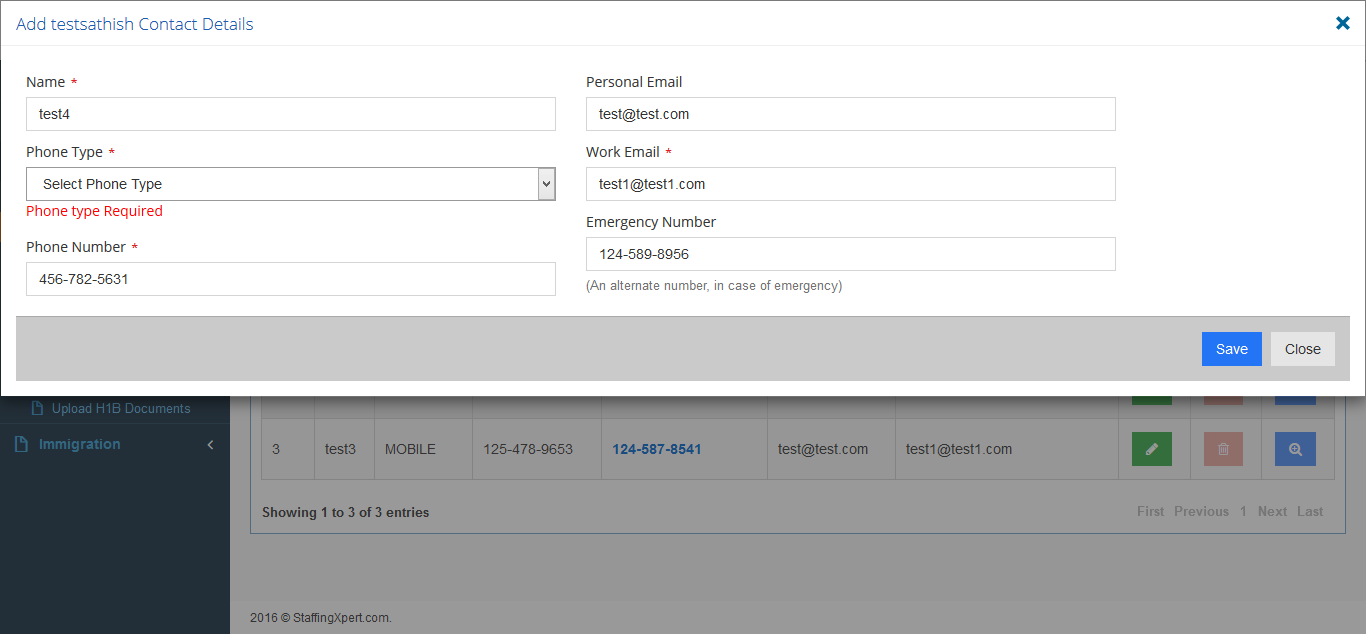 Add testsathish Contact Details
Name *
test4
Phone Type *
Select Phone Type
Phone type Required
Phone Number *
456-782-5631
Personal Email
test@test.com
Work Email *
test1@test1.com
Emergency Number
124-589-8956
(An alternate number, in case of emergency)
Save Close
Upload H1B Documents
Immigration
3 test3 MOBILE 125-478-9653 124-587-8541 test@test.com test1@test1.com
Showing 1 to 3 of 3 entries
First Previous 1 Next Last
2016 © StaffingXpert.com.